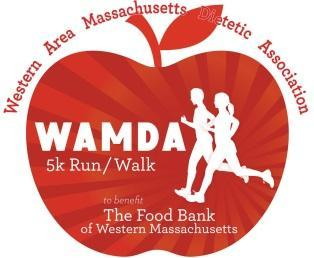 Western Area Massachusetts Dietetic Association
WAMDA
5k Run/Walk
to benefit
The Food Bank
of Western Massachusetts